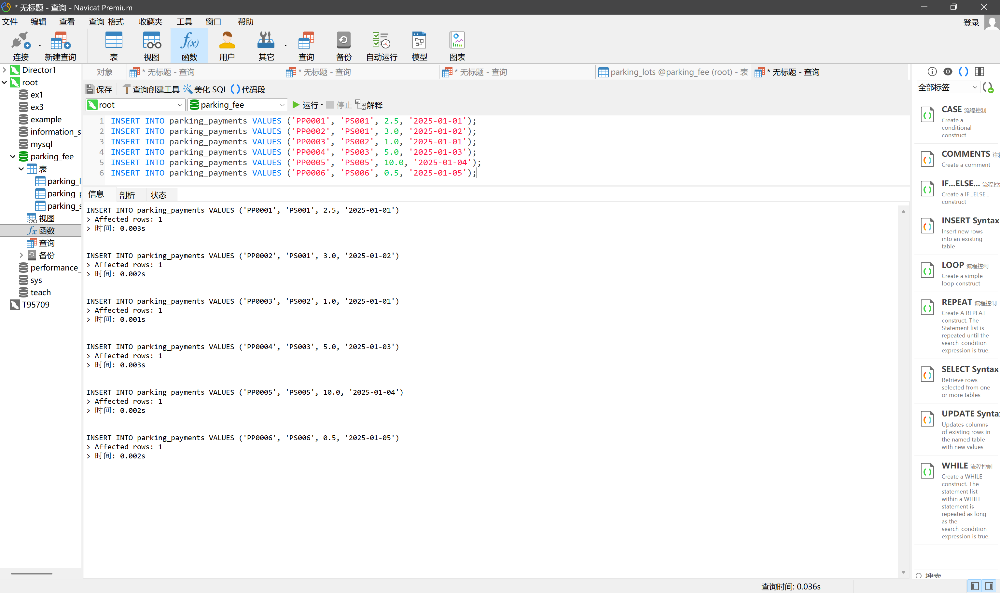 * 无标题 - 查询 - Navicat Premium
文件 编辑 查看 查询 格式 收藏夹 工具 窗口 帮助 登录
连接 新建查询 表 视图 函数 用户 其它 查询 备份 自动运行 模型 图表
Director1
root
ex1
ex3
example
information_s
mysql
parking_fee
表
parking_l
parking_p
parking_s
视图
函数
查询
备份
performance_
sys
teach
T95709
对象 * 无标题 - 查询 * 无标题 - 查询 * 无标题 - 查询 parking_lots @parking_fee (root) - 表 * 无标题 - 查询
保存 查询创建工具 美化 SQL 代码段
root parking_fee 运行 停止 解释
1 INSERT INTO parking_payments VALUES ('PP0001', 'PS001', 2.5, '2025-01-01');
2 INSERT INTO parking_payments VALUES ('PP0002', 'PS001', 3.0, '2025-01-02');
3 INSERT INTO parking_payments VALUES ('PP0003', 'PS002', 1.0, '2025-01-01');
4 INSERT INTO parking_payments VALUES ('PP0004', 'PS003', 5.0, '2025-01-03');
5 INSERT INTO parking_payments VALUES ('PP0005', 'PS005', 10.0, '2025-01-04');
6 INSERT INTO parking_payments VALUES ('PP0006', 'PS006', 0.5, '2025-01-05');
信息 剖析 状态
INSERT INTO parking_payments VALUES ('PP0001', 'PS001', 2.5, '2025-01-01')
> Affected rows: 1
> 时间: 0.003s
INSERT INTO parking_payments VALUES ('PP0002', 'PS001', 3.0, '2025-01-02')
> Affected rows: 1
> 时间: 0.002s
INSERT INTO parking_payments VALUES ('PP0003', 'PS002', 1.0, '2025-01-01')
> Affected rows: 1
> 时间: 0.001s
INSERT INTO parking_payments VALUES ('PP0004', 'PS003', 5.0, '2025-01-03')
> Affected rows: 1
> 时间: 0.003s
INSERT INTO parking_payments VALUES ('PP0005', 'PS005', 10.0, '2025-01-04')
> Affected rows: 1
> 时间: 0.002s
INSERT INTO parking_payments VALUES ('PP0006', 'PS006', 0.5, '2025-01-05')
> Affected rows: 1
> 时间: 0.002s
全部标签
CASE 流程控制
Create a
conditional
construct
COMMENTS 注释
Create a comment
IF...ELSE... 流程控制
Create a IF...ELSE...
construct
INSERT Syntax
Insert new rows
into an existing
table
LOOP 流程控制
Create a simple
loop construct
REPEAT 流程控制
Create A REPEAT
construct. The
Statement list is
repeated until the
search_condition
expression is true.
SELECT Syntax
Retrieve rows
selected from one
or more tables
UPDATE Syntax
Updates columns
of existing rows in
the named table
with new values
WHILE 流程控制
Create a WHILE
construct. The
statement list
within a WHILE
statement is
repeated as long
as the
search_condition
expression is true.
搜索
查询时间: 0.036s